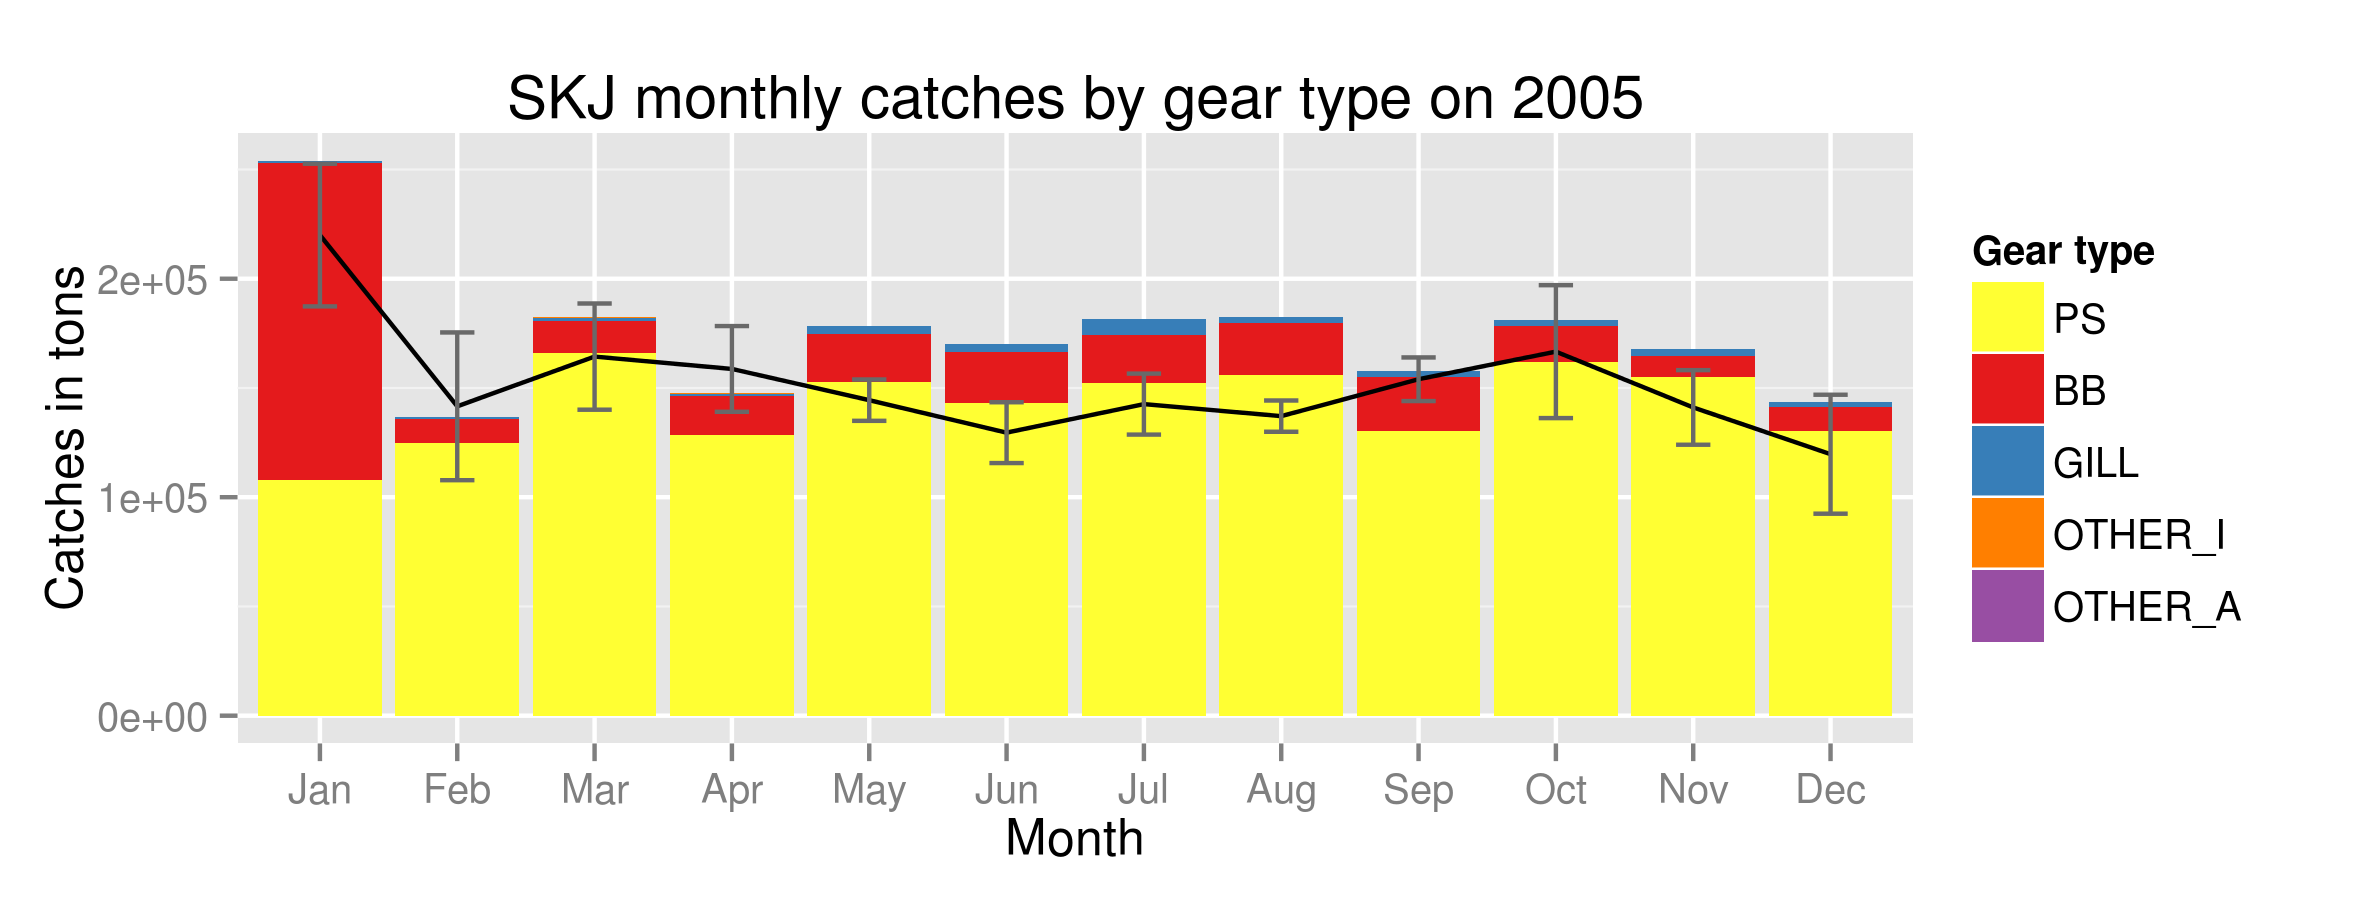 SKJ monthly catches by gear type on 2005
Catches in tons
2e+05
1e+05
0e+00
Jan Feb Mar Apr May Jun Jul Aug Sep Oct Nov Dec
Month
Gear type
PS
BB
GILL
OTHER_I
OTHER_A